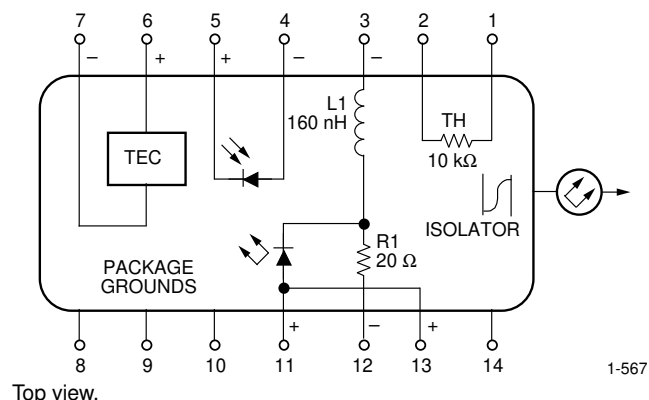 7 6 5 4 3 2 1
– + + – –
L1
160 nH
TH
10 kΩ
TEC
ISOLATOR
R1
20 Ω
PACKAGE
GROUNDS
+ – +
8 9 10 11 12 13 14
1-567
Top view.